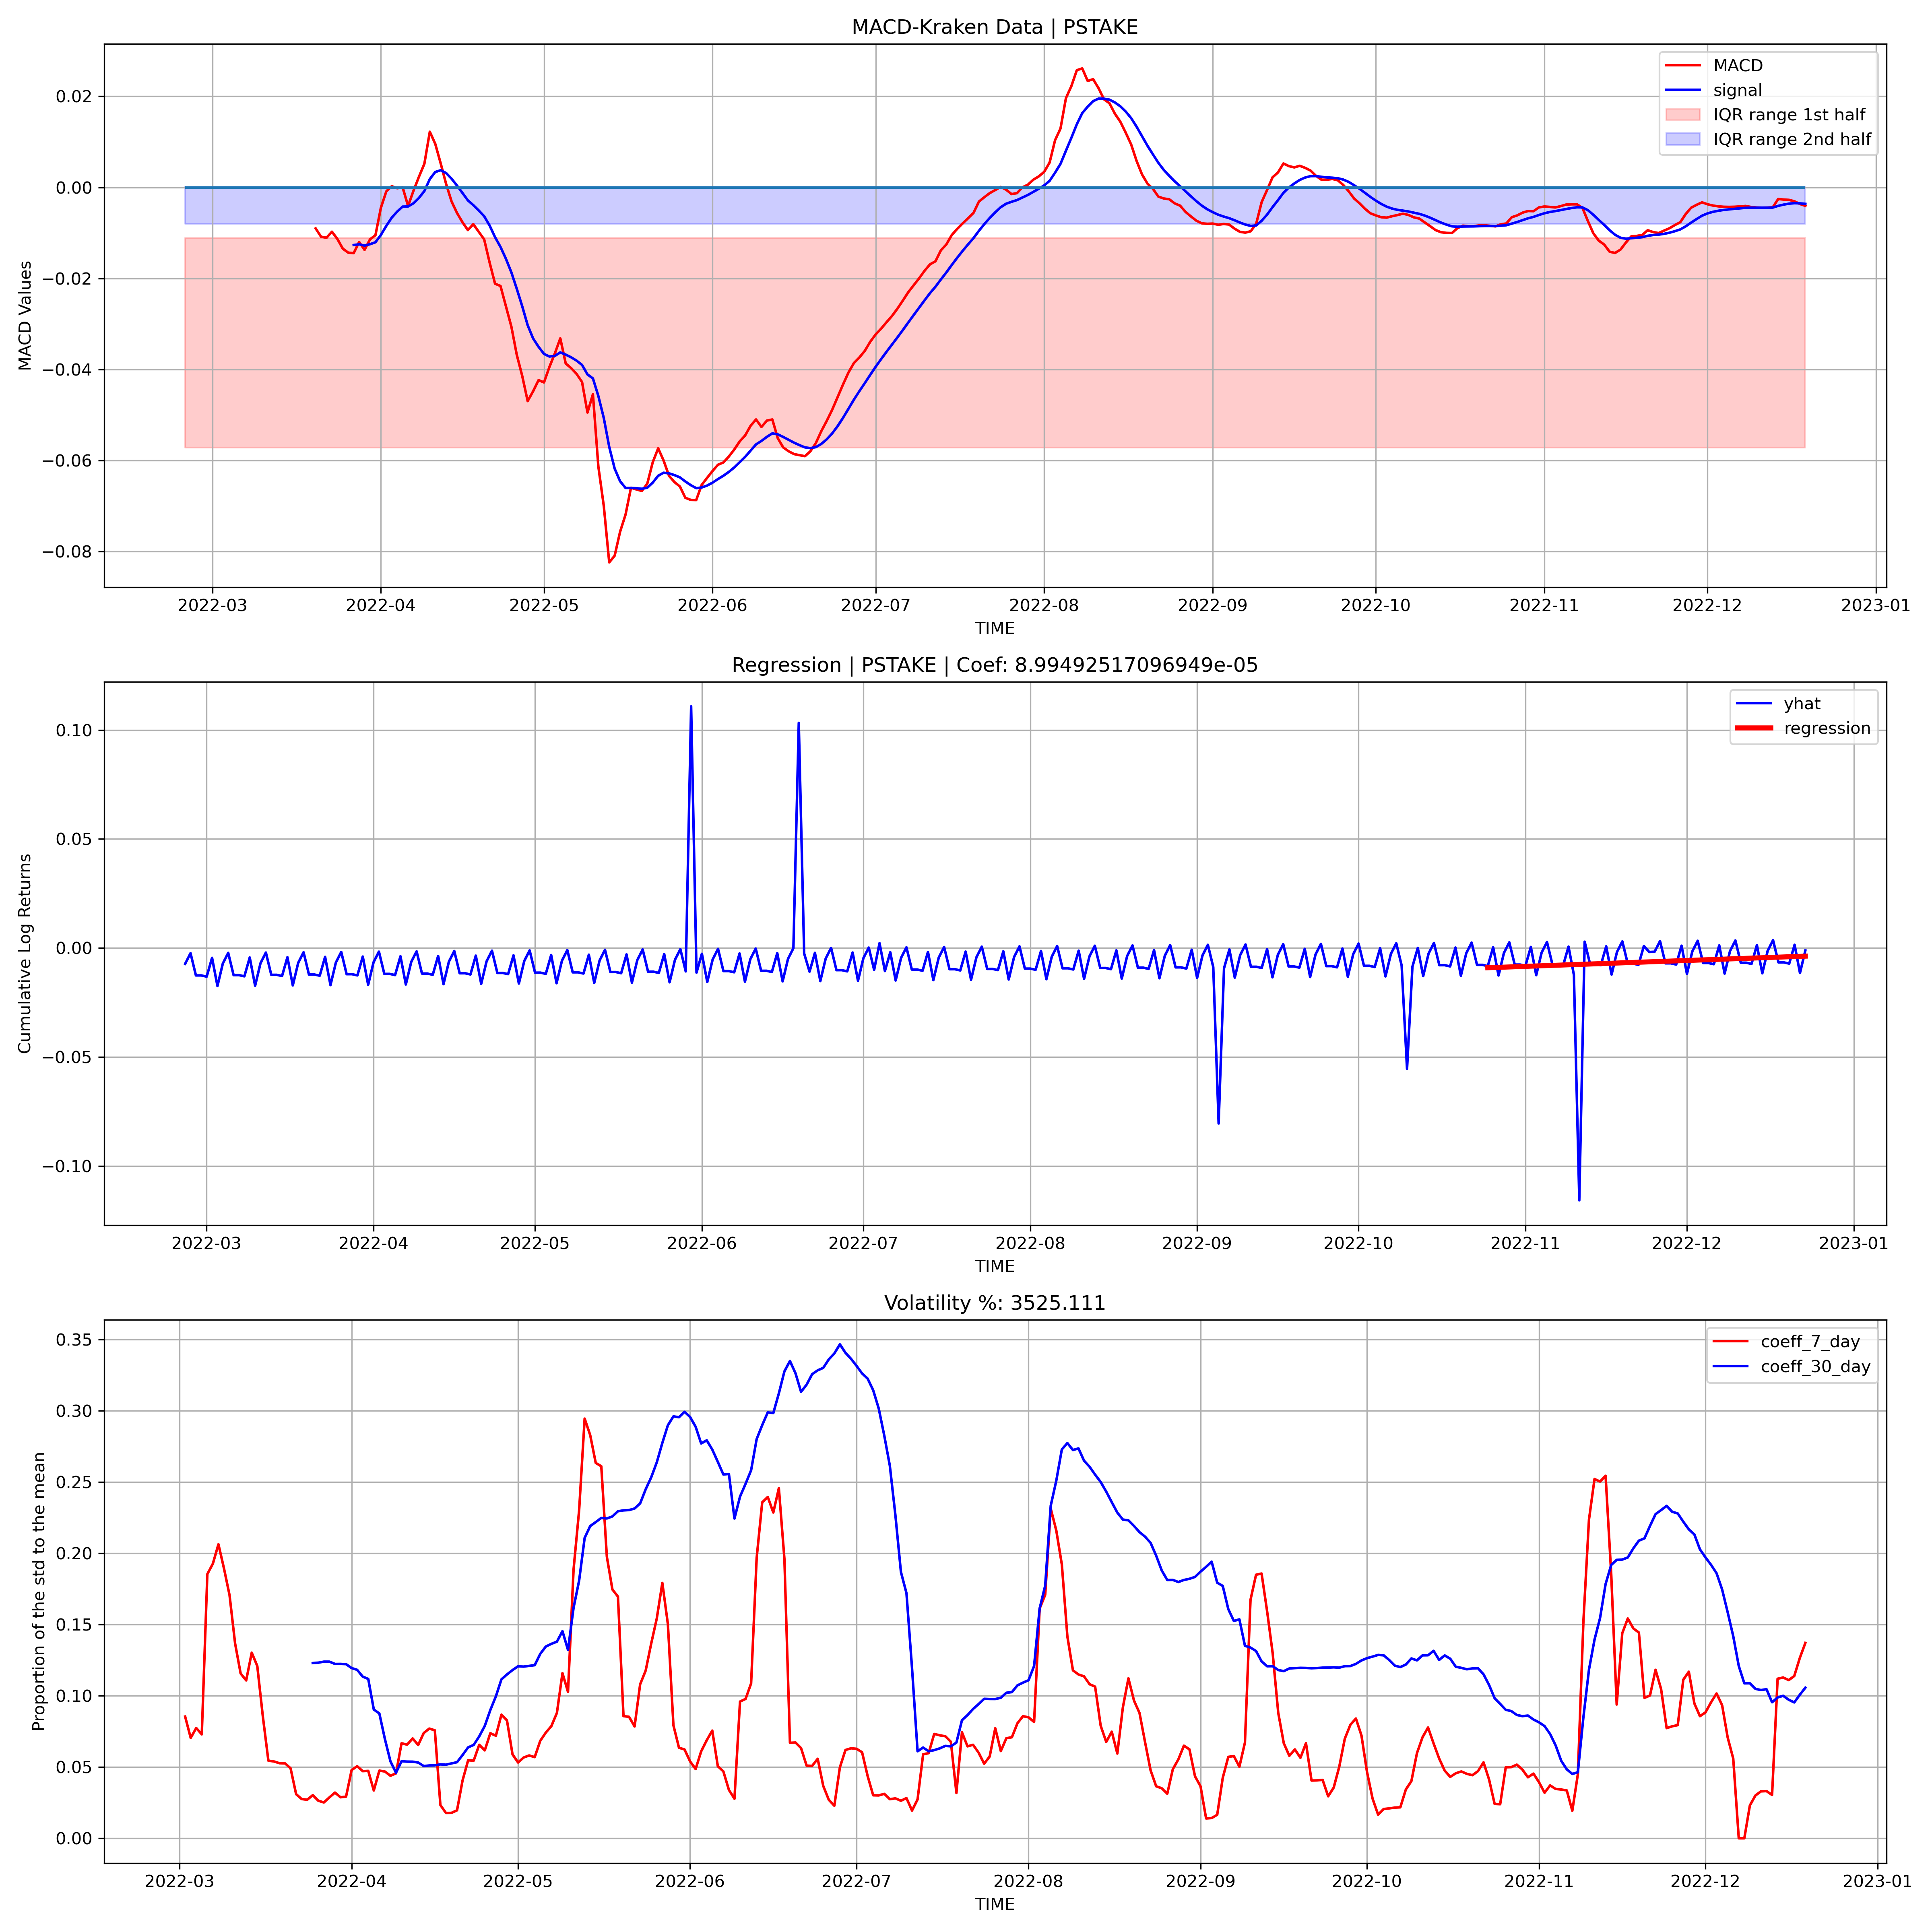 MACD-Kraken Data | PSTAKE
MACD
signal
IQR range 1st half
IQR range 2nd half
MACD Values
0.02
0.00
−0.02
−0.04
−0.06
−0.08
2022-03 2022-04 2022-05 2022-06 2022-07 2022-08 2022-09 2022-10 2022-11 2022-12 2023-01
TIME
Regression | PSTAKE | Coef: 8.99492517096949e-05
yhat
regression
Cumulative Log Returns
0.10
0.05
0.00
−0.05
−0.10
2022-03 2022-04 2022-05 2022-06 2022-07 2022-08 2022-09 2022-10 2022-11 2022-12 2023-01
TIME
Volatility %: 3525.111
coeff_7_day
coeff_30_day
Proportion of the std to the mean
0.35
0.30
0.25
0.20
0.15
0.10
0.05
0.00
2022-03 2022-04 2022-05 2022-06 2022-07 2022-08 2022-09 2022-10 2022-11 2022-12 2023-01
TIME